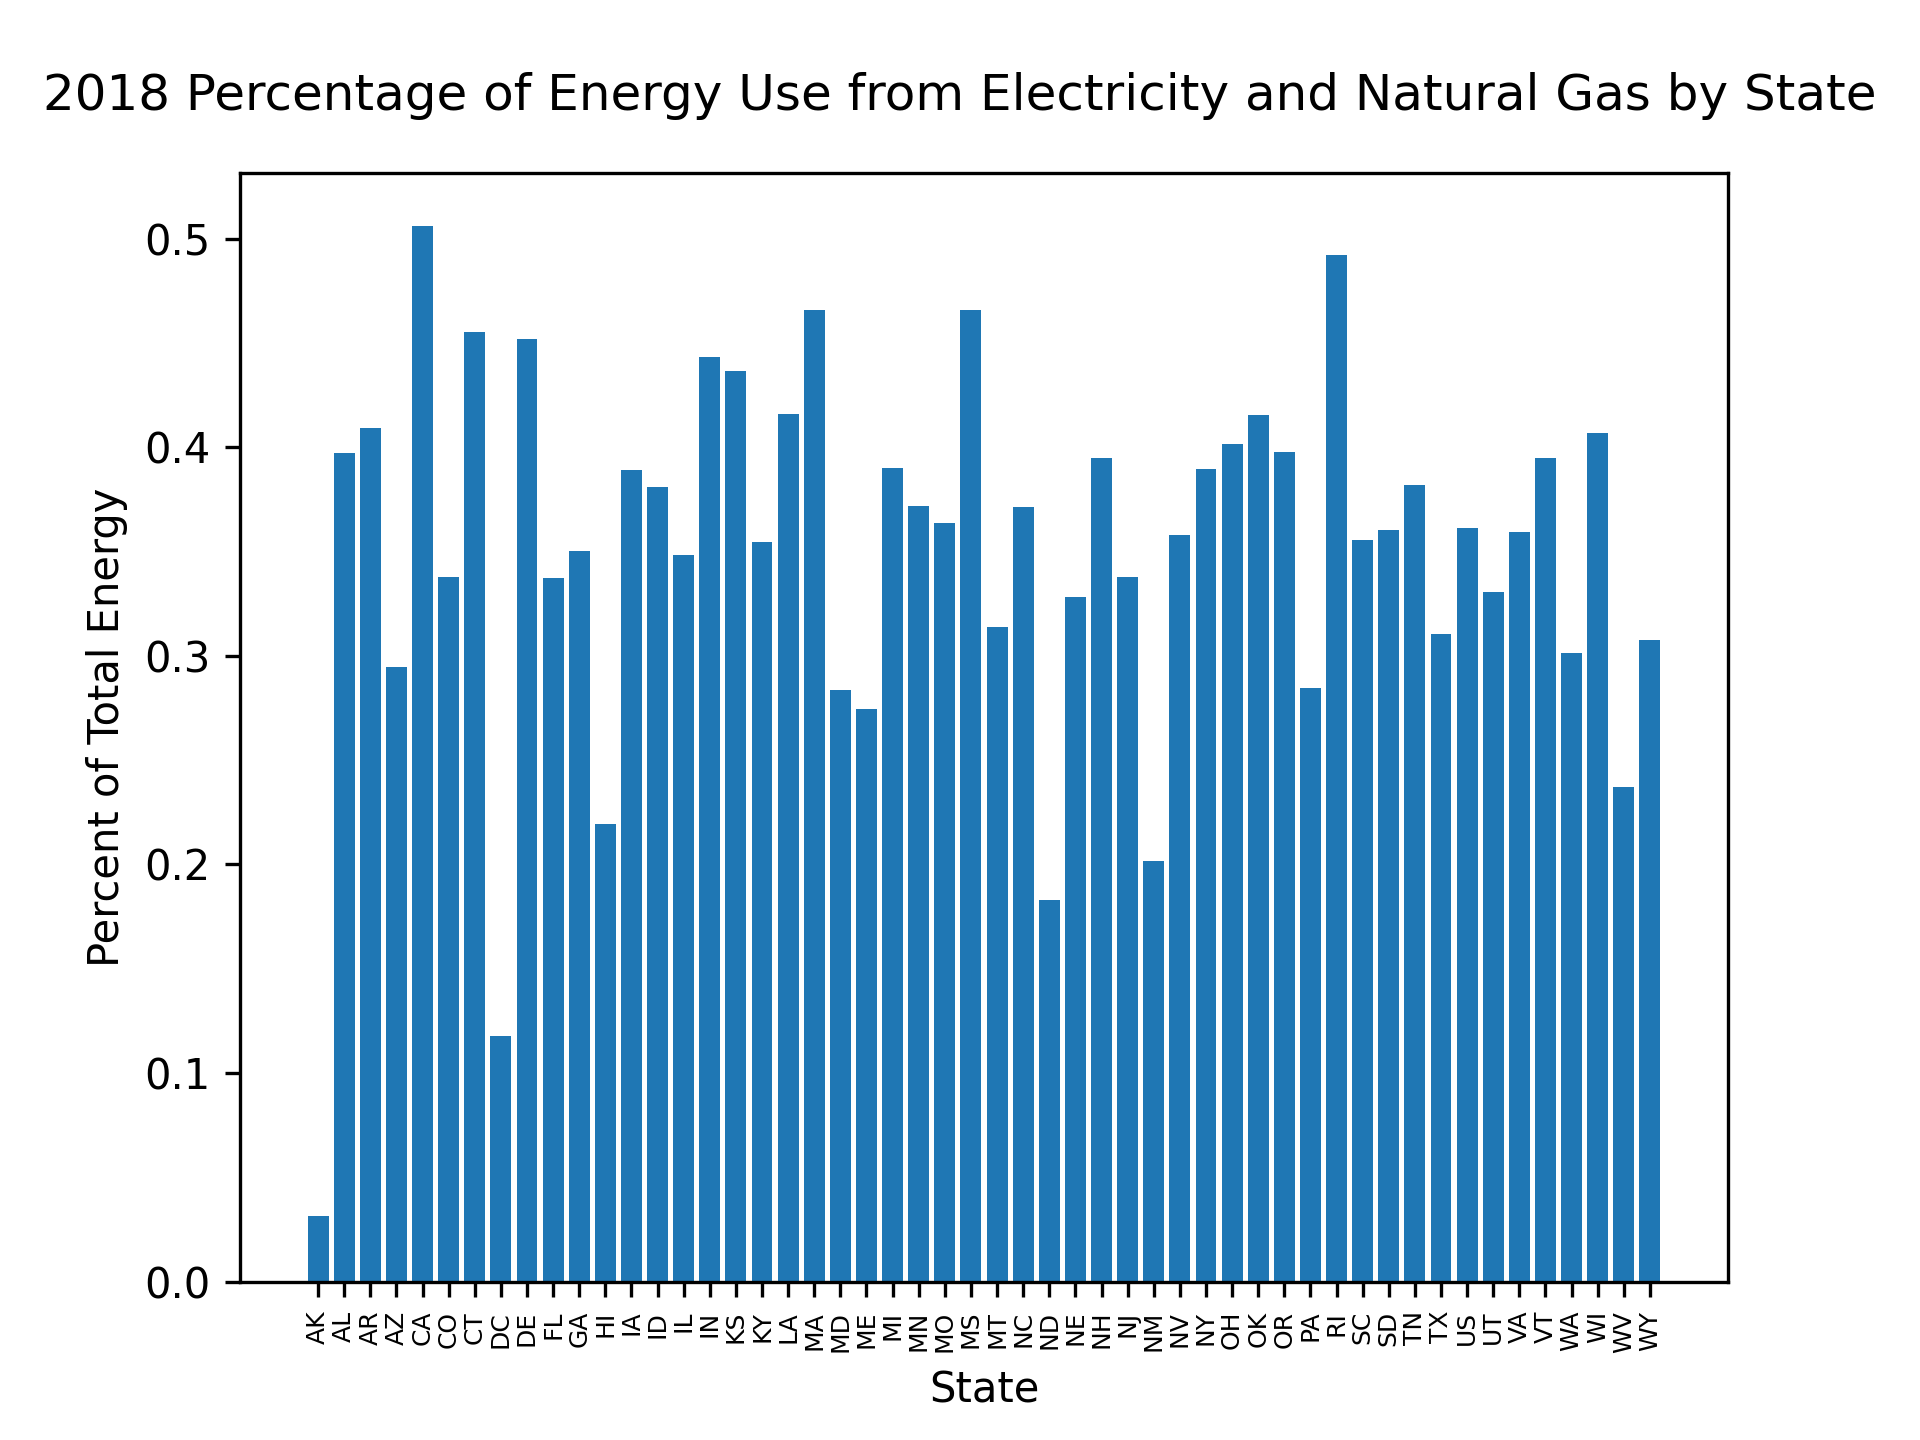 2018 Percentage of Energy Use from Electricity and Natural Gas by State
Percent of Total Energy
0.5
0.4
0.3
0.2
0.1
0.0
AK AL AR AZ CA CO CT DC DE FL GA HI IA ID IL IN KS KY LA MA MD ME MI MN MO MS MT NC ND NE NH NJ NM NV NY OH OK OR PA RI SC SD TN TX US UT VA VT WA WI WV WY
State